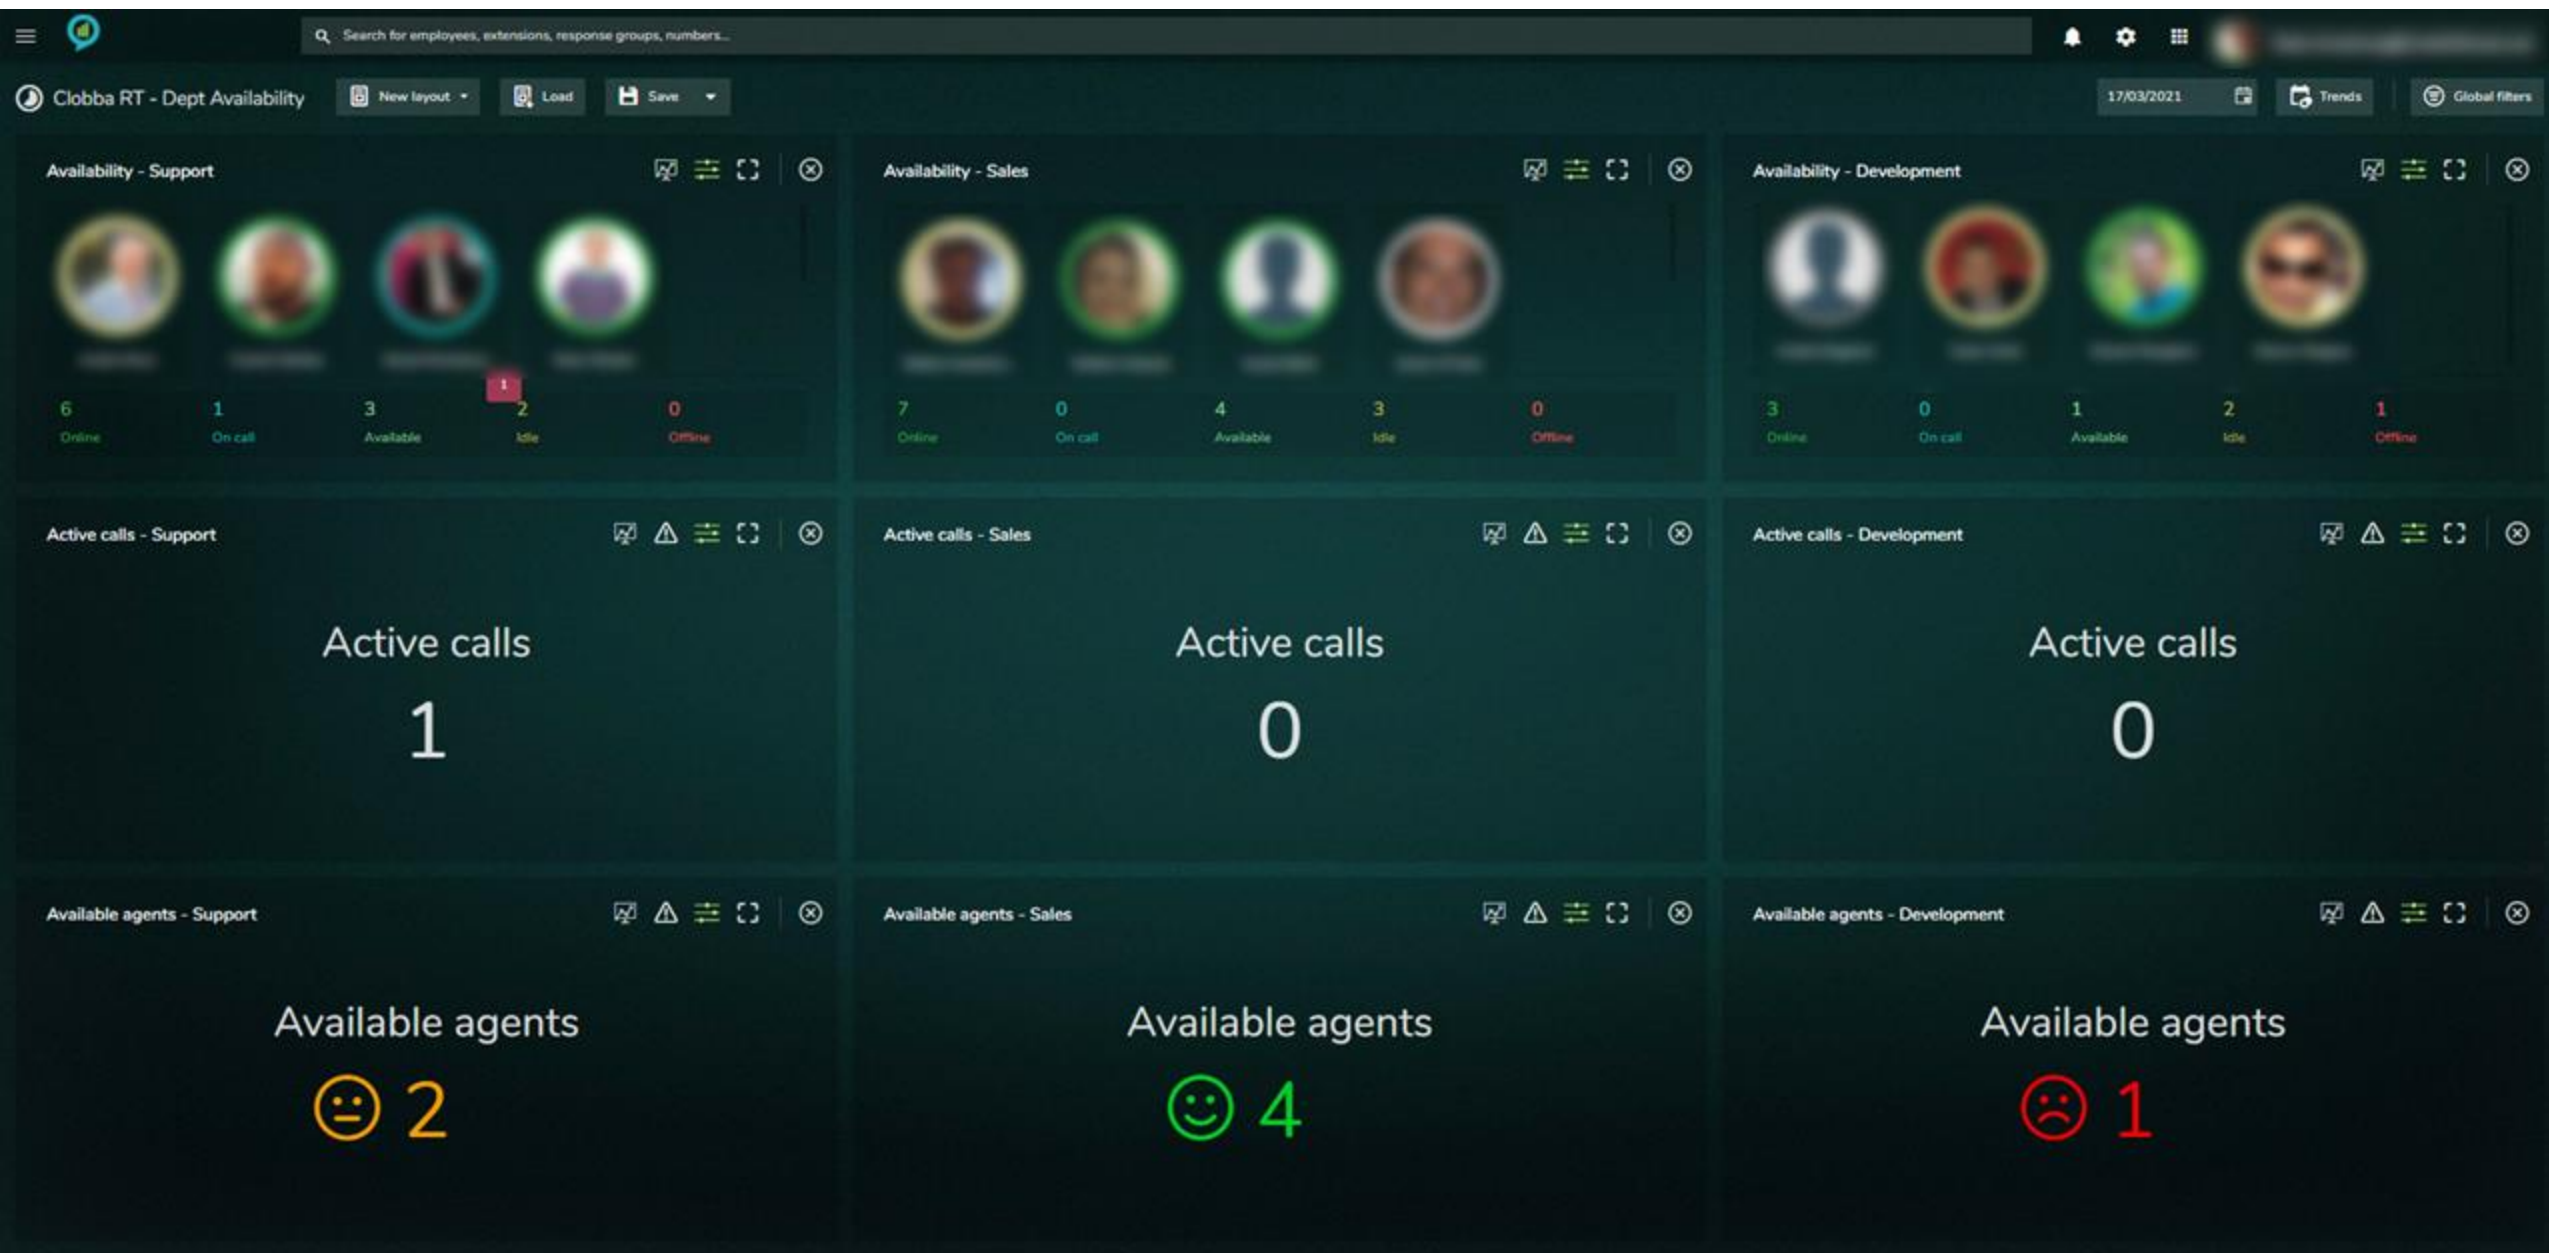 Search for employees, extensions, response groups, numbers...
Clobba RT - Dept Availability
New layout
Load
Save
17/03/2021
Trends
Global filters
Availability - Support
Availability - Sales
Availability - Development
1
6
1
3
2
0
Online
On call
Available
Idle
Offline
7
0
4
3
0
Online
On call
Available
Idle
Offline
3
0
1
2
1
Online
On call
Available
Idle
Offline
Active calls - Support
Active calls - Sales
Active calls - Development
Active calls
1
Active calls
0
Active calls
0
Available agents - Support
Available agents - Sales
Available agents - Development
Available agents
2
Available agents
4
Available agents
1